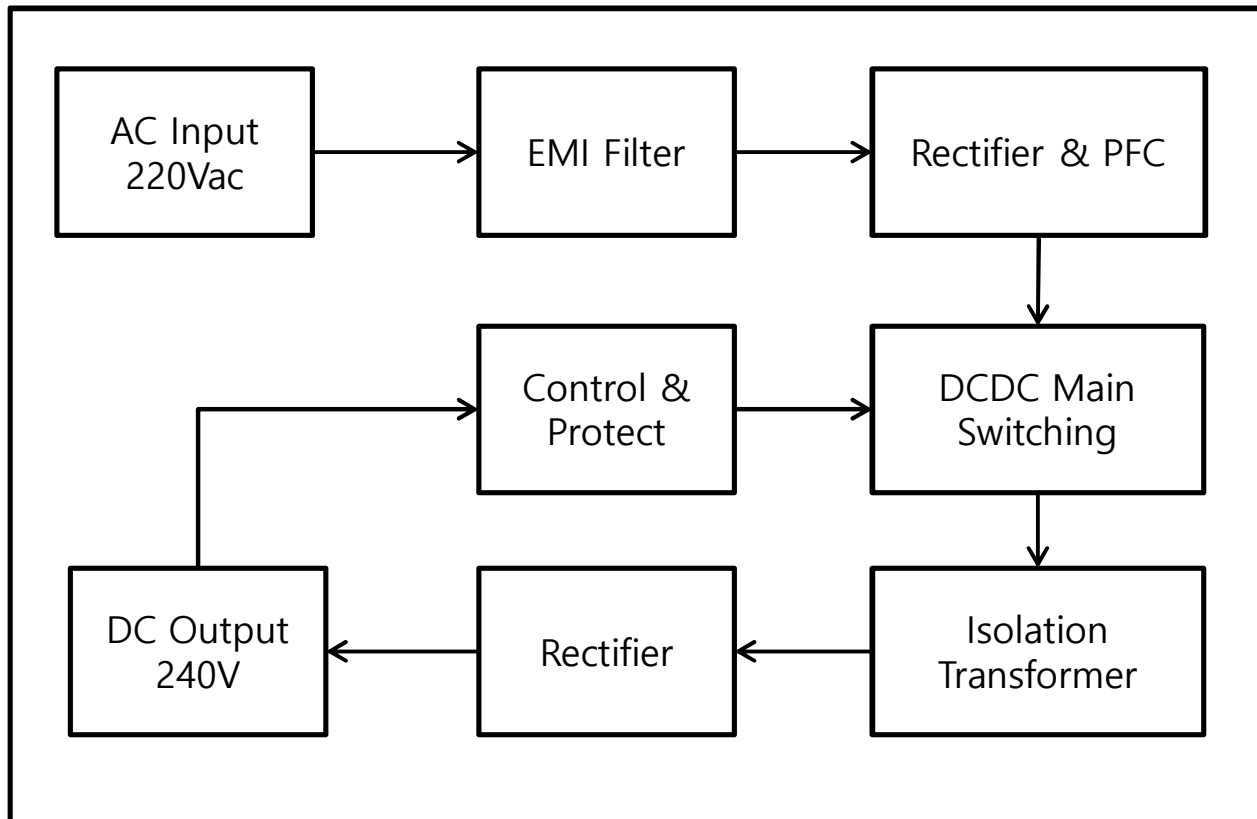 AC Input
220Vac
EMI Filter
Rectifier & PFC
Control &
Protect
DCDC Main
Switching
DC Output
240V
Rectifier
Isolation
Transformer